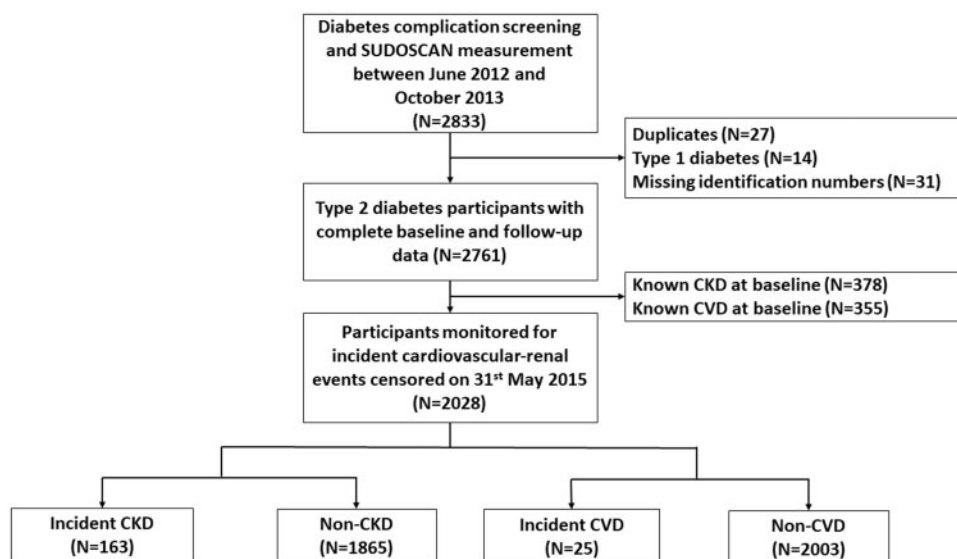 Diabetes complication screening
and SUDOSCAN measurement
between June 2012 and
October 2013
(N=2833)
Duplicates (N=27)
Type 1 diabetes (N=14)
Missing identification numbers (N=31)
Type 2 diabetes participants with
complete baseline and follow-up
data (N=2761)
Known CKD at baseline (N=378)
Known CVD at baseline (N=355)
Participants monitored for
incident cardiovascular-renal
events censored on 31st May 2015
(N=2028)
Incident CKD
(N=163)
Non-CKD
(N=1865)
Incident CVD
(N=25)
Non-CVD
(N=2003)